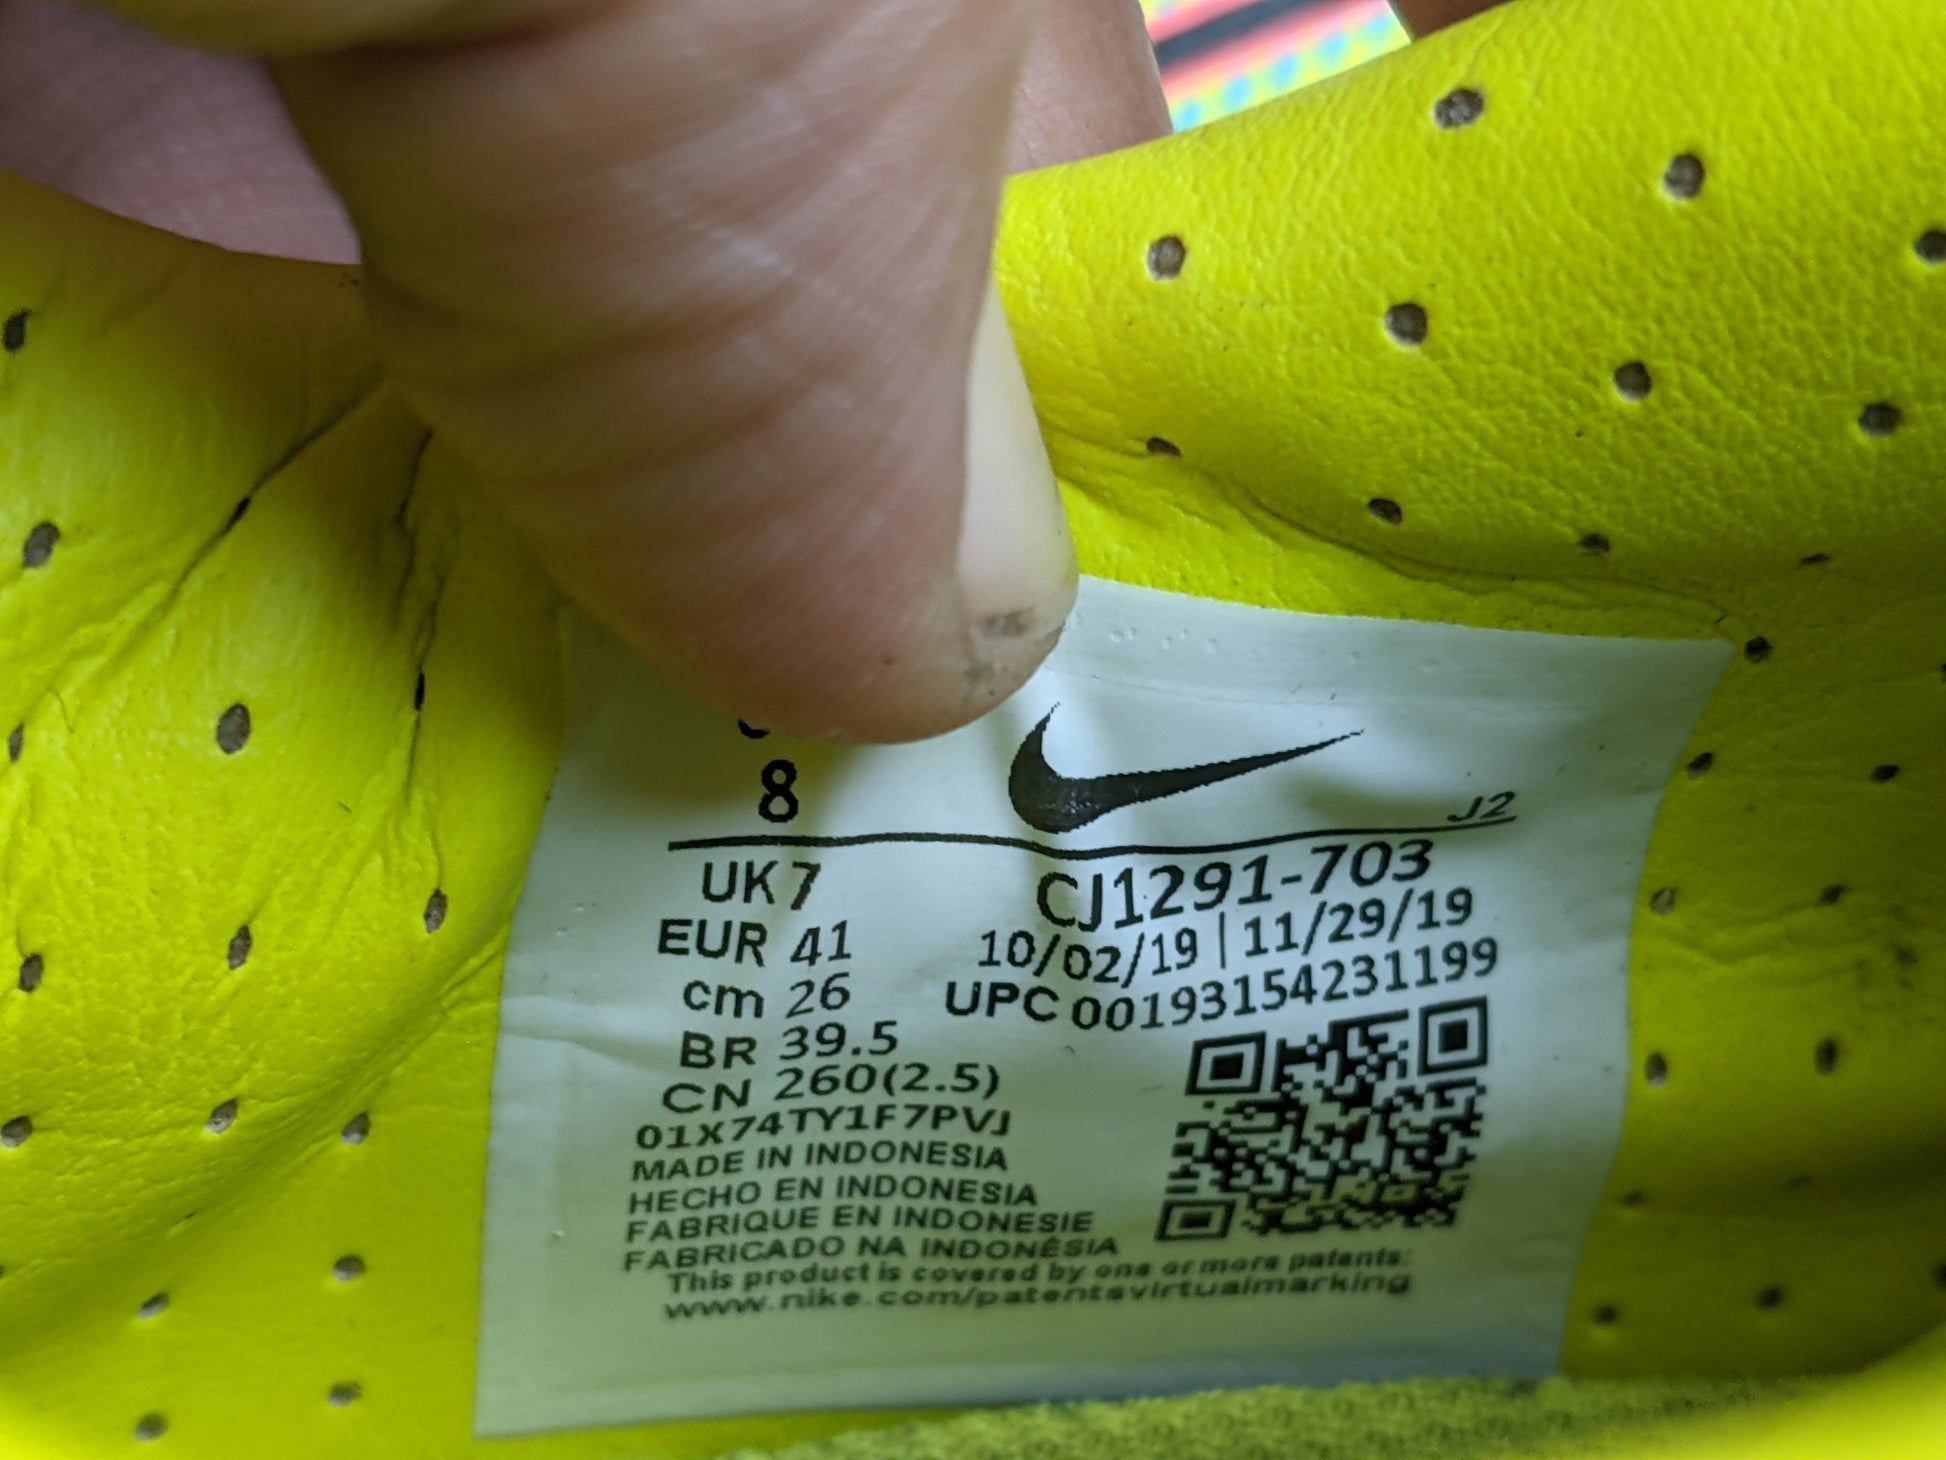 8
J2
UK 7
CJ1291-703
EUR 41
10/02/19 | 11/29/19
cm 26
UPC 00193154231199
BR 39.5
CN 260(2.5)
01X74TY1F7PVJ
MADE IN INDONESIA
HECHO EN INDONESIA
FABRIQUE EN INDONESIE
FABRICADO NA INDONÉSIA
This product is covered by one or more patents:
www.nike.com/patentsvirtualmarking